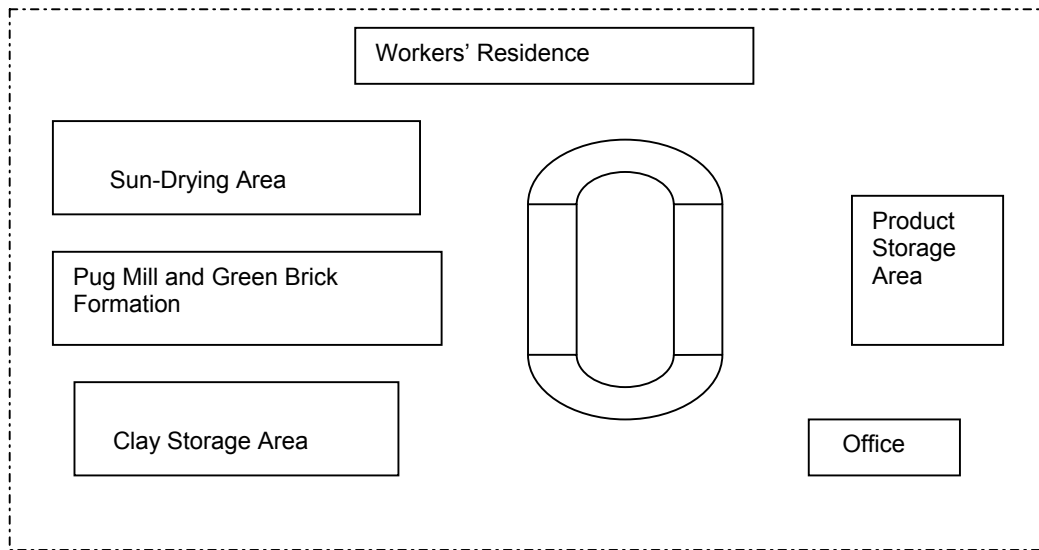 Workers’ Residence
Sun-Drying Area
Product
Storage
Area
Pug Mill and Green Brick
Formation
Clay Storage Area
Office